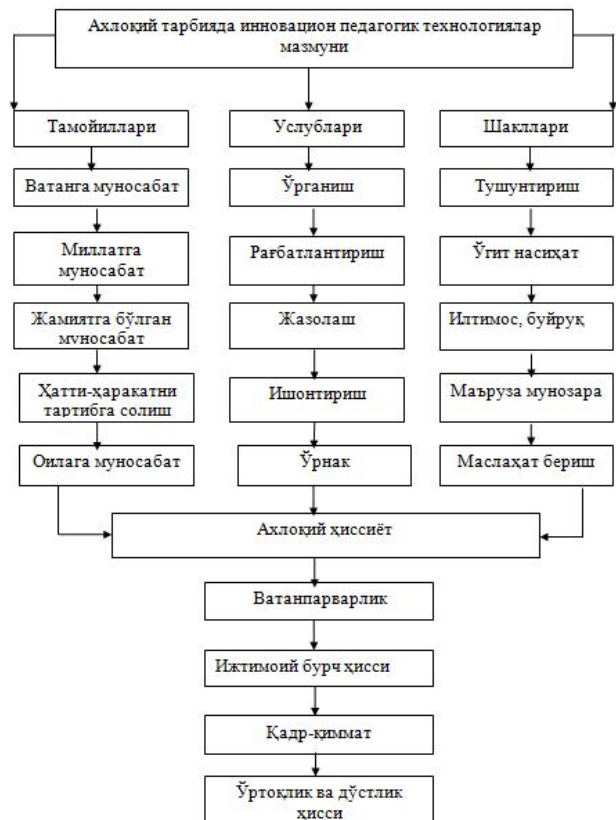 Ахлоқий тарбияда инновацион педагогик технологиялар
мазмуни
Тамойиллари
Услублари
Шакллари
Ватанга муносабат
Ўрганиш
Тушунтириш
Миллатга
муносабат
Рағбатлантириш
Ўгит насиҳат
Жамиятга бўлган
муносабат
Жазолаш
Илтимос, буйруқ
Ҳатти-ҳаракатни
тартибга солиш
Ишонтириш
Маъруза мунозара
Оилага муносабат
Ўрнак
Маслаҳат бериш
Ахлоқий ҳиссиёт
Ватанпарварлик
Ижтимоий бурч ҳисси
Қадр-қиммат
Ўртоқлик ва дўстлик
ҳисси